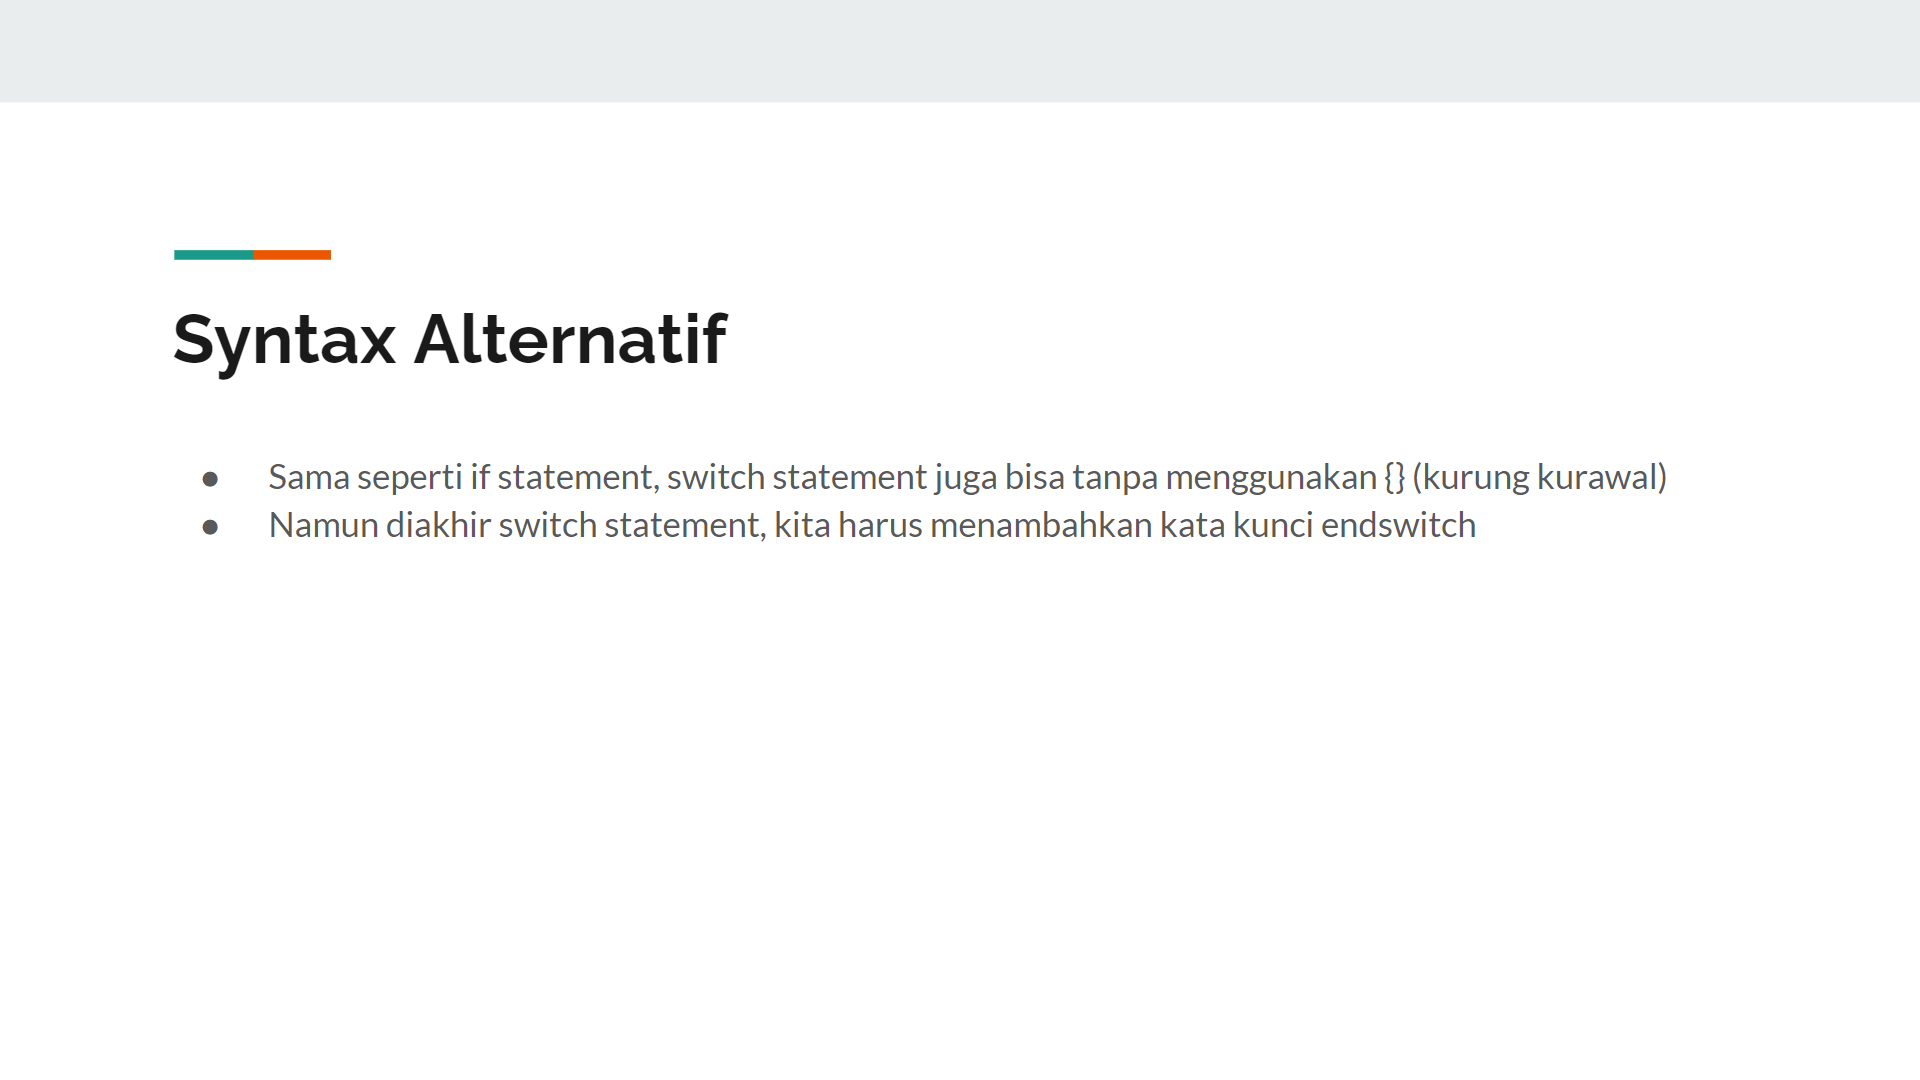 Syntax Alternatif
● Sama seperti if statement, switch statement juga bisa tanpa menggunakan {} (kurung kurawal)
● Namun diakhir switch statement, kita harus menambahkan kata kunci endswitch